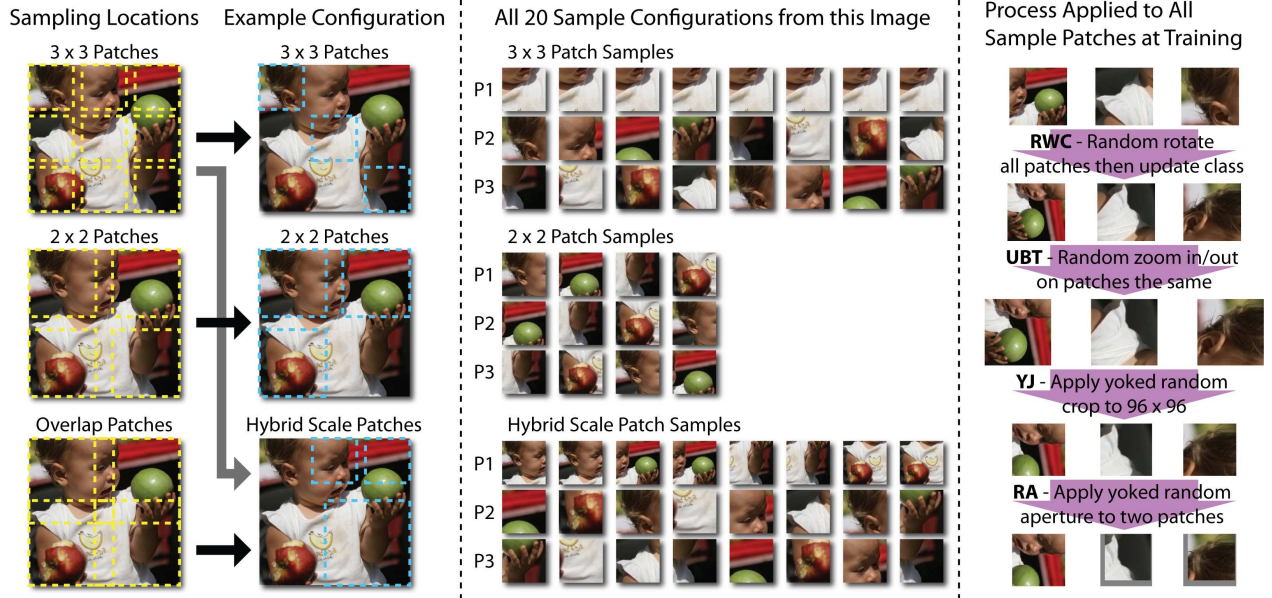 Sampling Locations
Example Configuration
3 x 3 Patches
3 x 3 Patches
2 x 2 Patches
2 x 2 Patches
Overlap Patches
Hybrid Scale Patches
All 20 Sample Configurations from this Image
3 x 3 Patch Samples
P1
P2
P3
2 x 2 Patch Samples
P1
P2
P3
Hybrid Scale Patch Samples
P1
P2
P3
Process Applied to All
Sample Patches at Training
RWC - Random rotate
all patches then update class
UBT - Random zoom in/out
on patches the same
YJ - Apply yoked random
crop to 96 x 96
RA - Apply yoked random
aperture to two patches